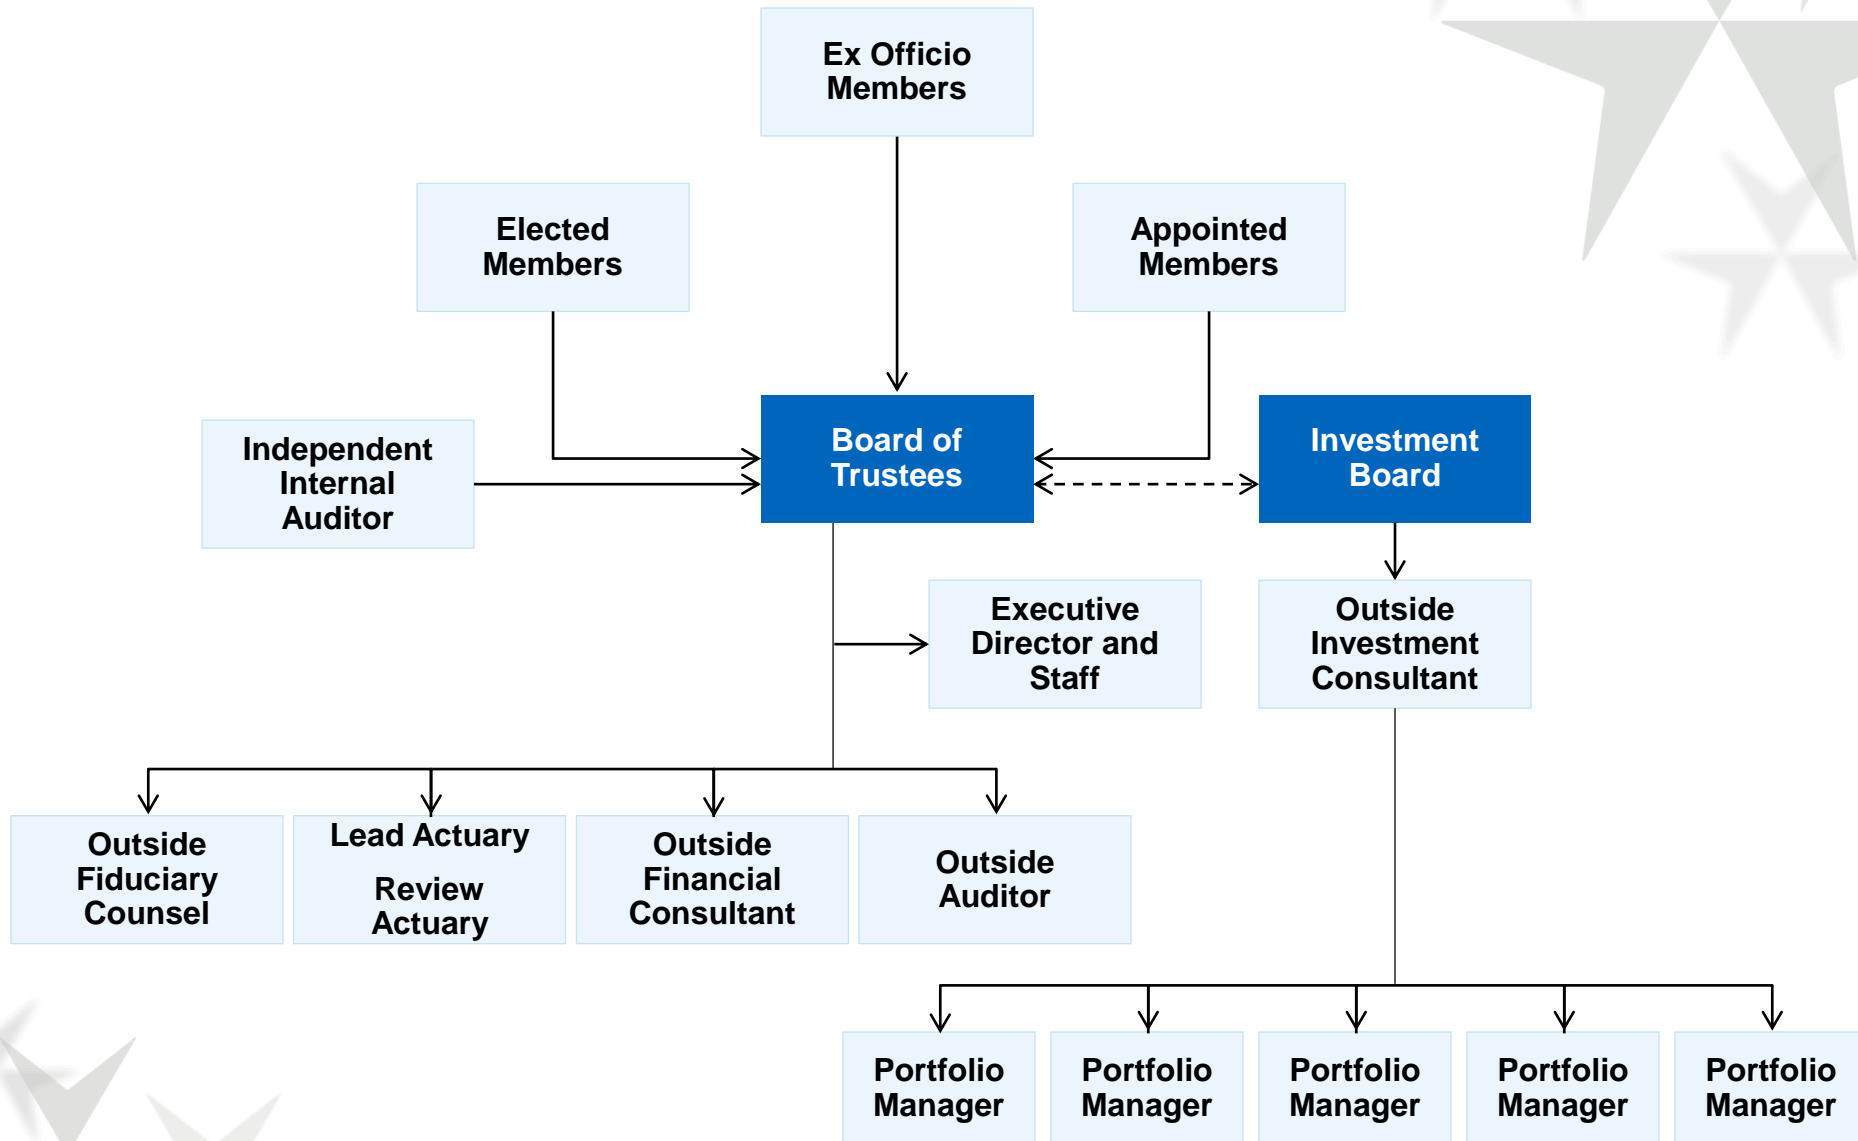 Ex Officio
Members
Elected
Members
Appointed
Members
Independent
Internal
Auditor
Board of
Trustees
Investment
Board
Executive
Director and
Staff
Outside
Investment
Consultant
Outside
Fiduciary
Counsel
Lead Actuary
Review
Actuary
Outside
Financial
Consultant
Outside
Auditor
Portfolio
Manager
Portfolio
Manager
Portfolio
Manager
Portfolio
Manager
Portfolio
Manager